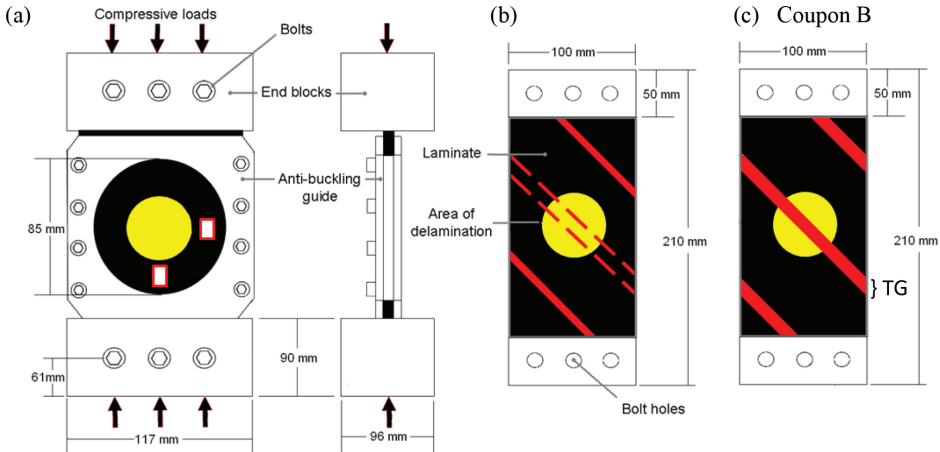 (a)
Compressive loads
Bolts
End blocks
Anti-buckling
guide
85 mm
61mm
90 mm
117 mm
96 mm
(b)
100 mm
50 mm
Laminate
Area of
delamination
210 mm
Bolt holes
(c) Coupon B
100 mm
50 mm
210 mm
} TG